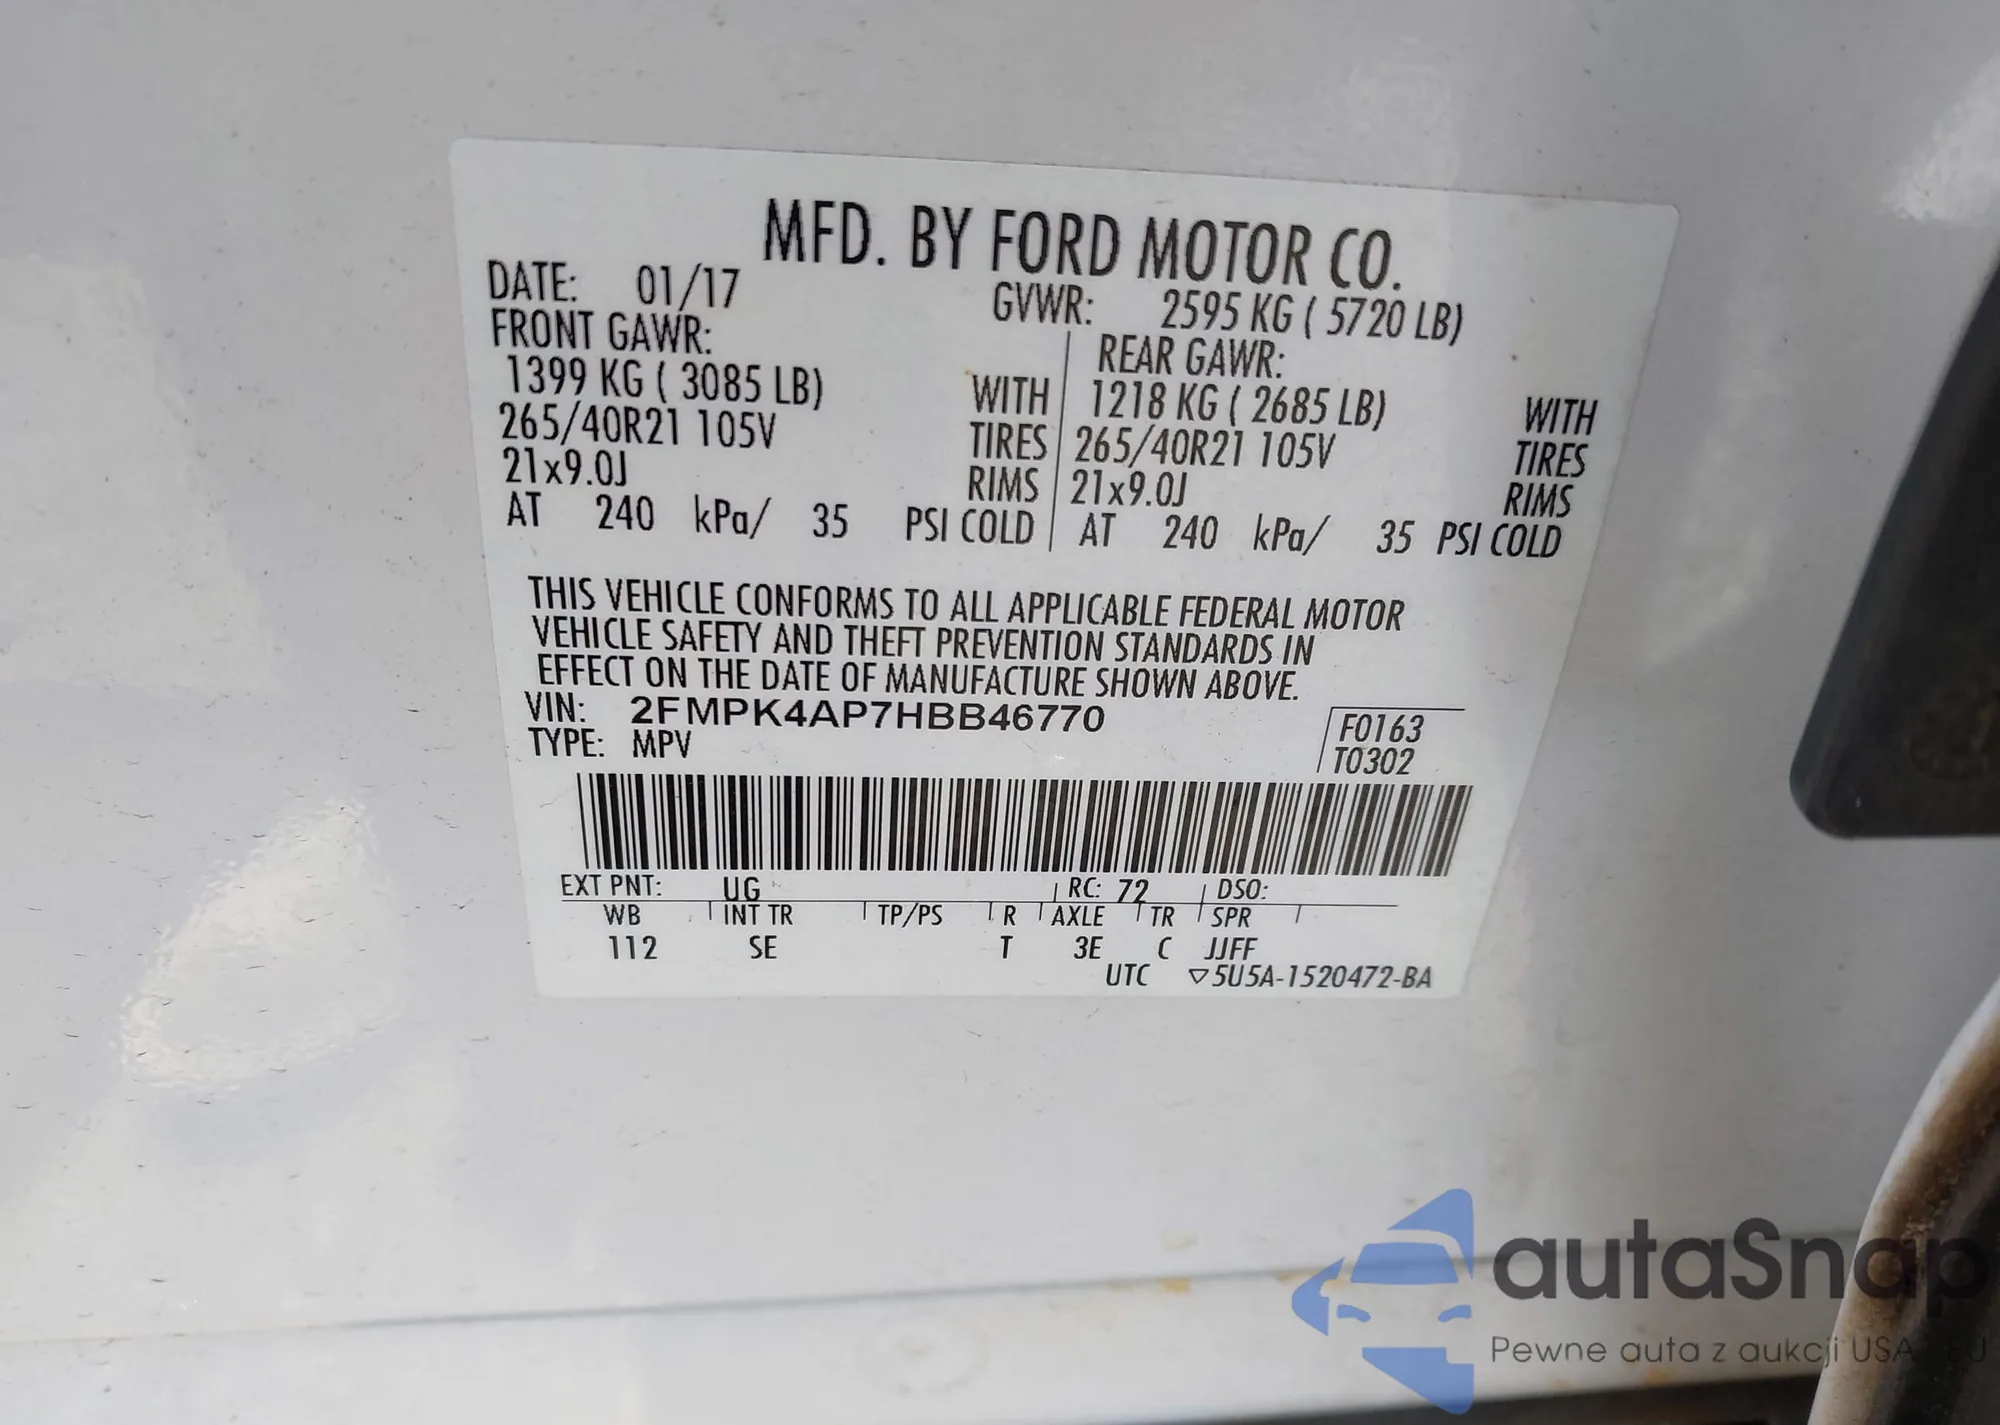 MFD. BY FORD MOTOR CO.
DATE: 01/17 GVWR: 2595 KG ( 5720 LB)
FRONT GAWR: REAR GAWR:
1399 KG ( 3085 LB) WITH 1218 KG ( 2685 LB) WITH
265/40R21 105V TIRES 265/40R21 105V TIRES
21x9.0J RIMS 21x9.0J RIMS
AT 240 kPa/ 35 PSI COLD AT 240 kPa/ 35 PSI COLD
THIS VEHICLE CONFORMS TO ALL APPLICABLE FEDERAL MOTOR
VEHICLE SAFETY AND THEFT PREVENTION STANDARDS IN
EFFECT ON THE DATE OF MANUFACTURE SHOWN ABOVE.
VIN: 2FMPK4AP7HBB46770 F0163
TYPE: MPV T0302
EXT PNT: UG RC: 72 DSO:
WB INT TR TP/PS R AXLE TR SPR
112 SE T 3E C JJFF
UTC ▽5U5A-1520472-BA
autaSnap
Pewne auta z aukcji USA EU